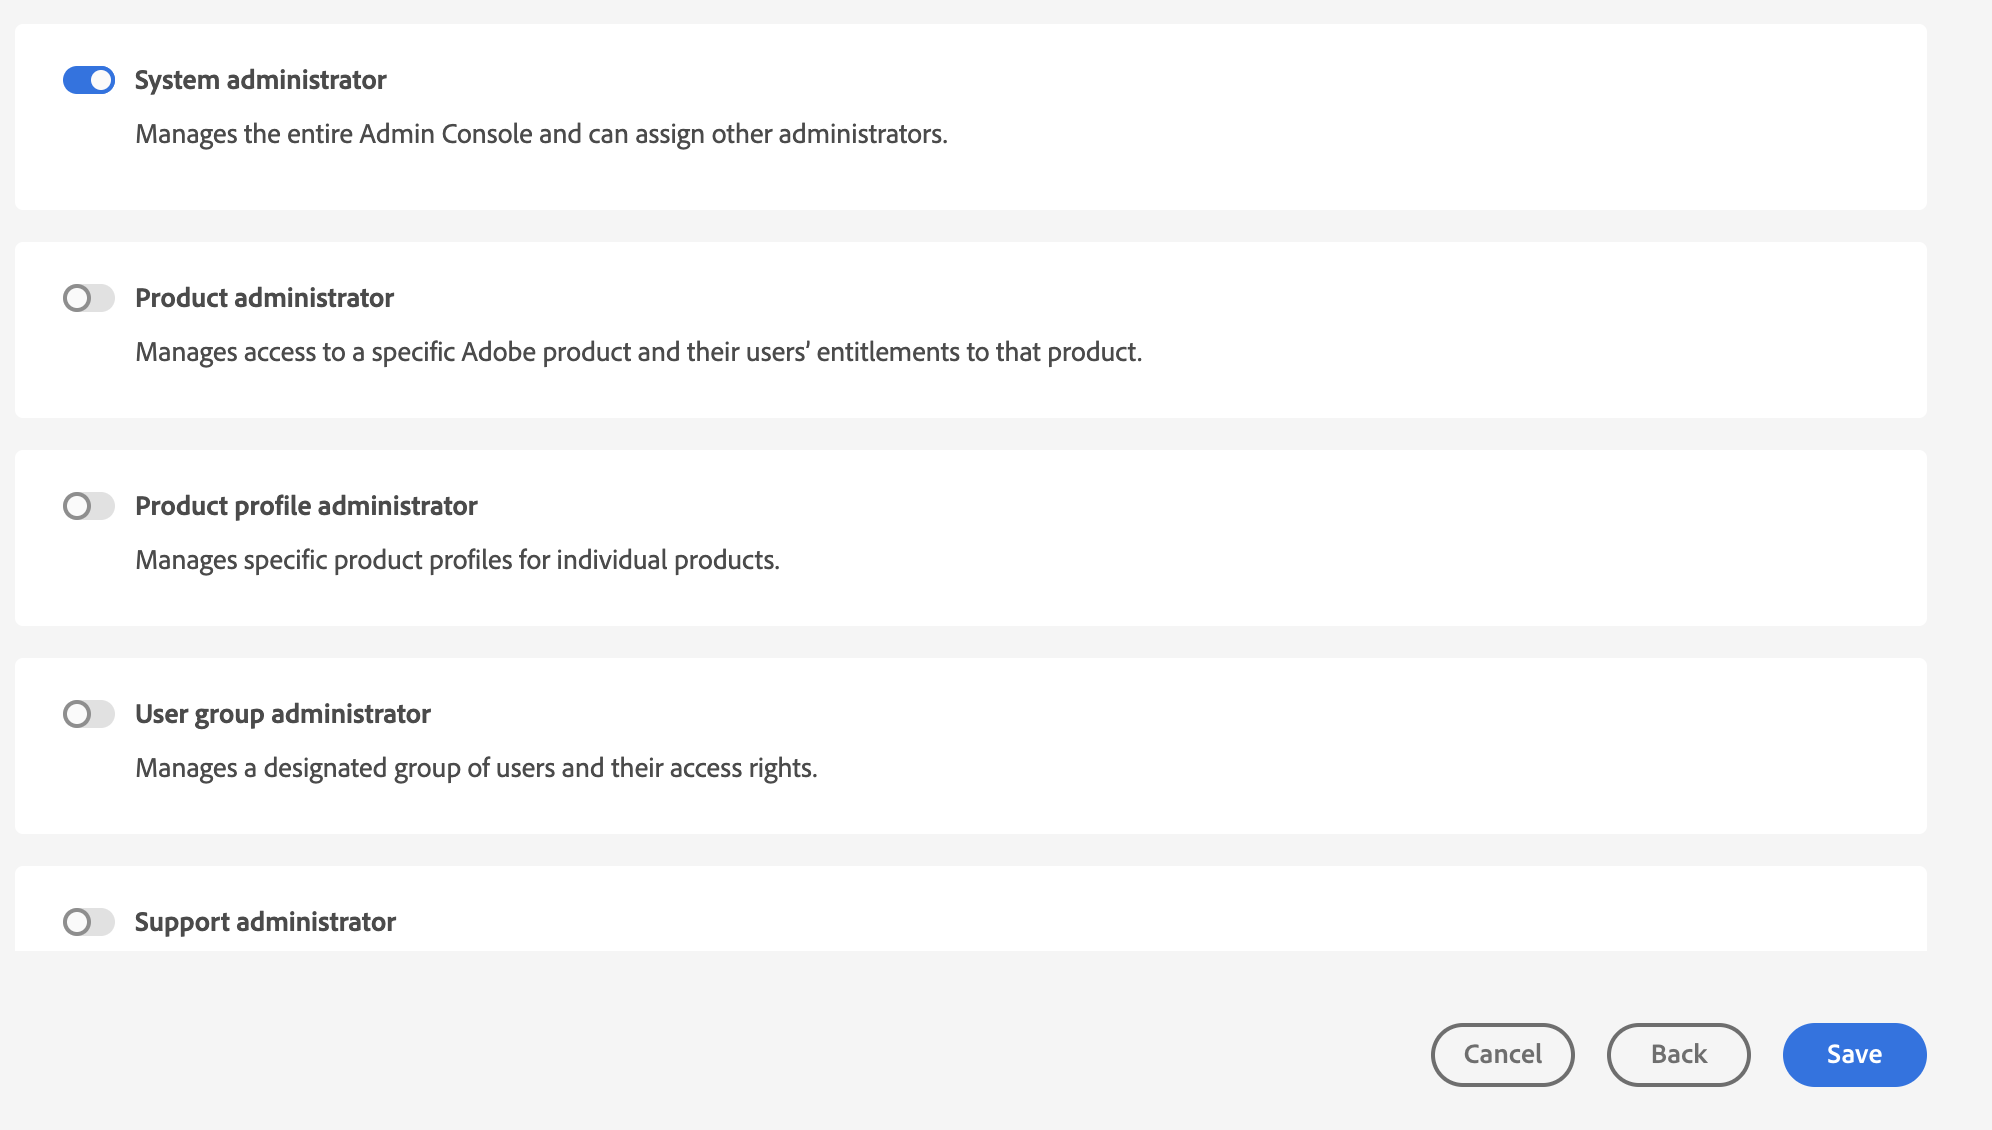 System administrator
Manages the entire Admin Console and can assign other administrators.
Product administrator
Manages access to a specific Adobe product and their users’ entitlements to that product.
Product profile administrator
Manages specific product profiles for individual products.
User group administrator
Manages a designated group of users and their access rights.
Support administrator
Cancel Back Save